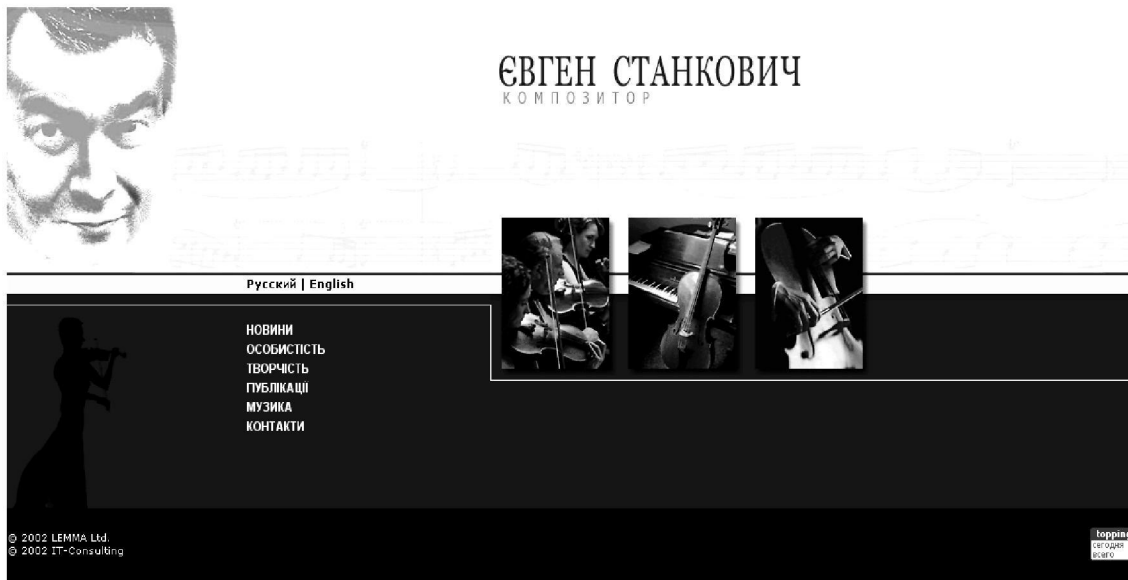 ЄВГЕН СТАНКОВИЧ
КОМПОЗИТОР
Русский | English
НОВИНИ
ОСОБИСТІСТЬ
ТВОРЧІСТЬ
ПУБЛІКАЦІЇ
МУЗИКА
КОНТАКТИ
© 2002 LEMMA Ltd.
© 2002 IT-Consulting
topping
сегодня
всего